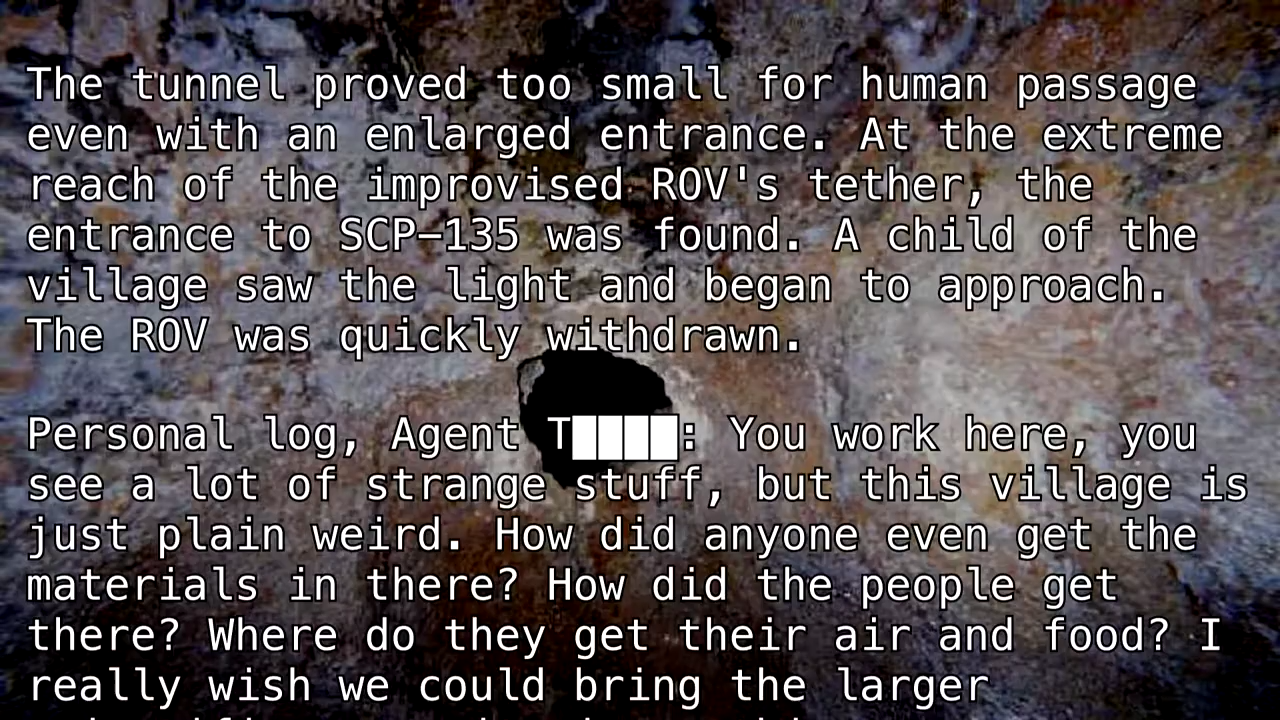 The tunnel proved too small for human passage
even with an enlarged entrance. At the extreme
reach of the improvised ROV's tether, the
entrance to SCP-135 was found. A child of the
village saw the light and began to approach.
The ROV was quickly withdrawn.
Personal log, Agent T████: You work here, you
see a lot of strange stuff, but this village is
just plain weird. How did anyone even get the
materials in there? How did the people get
there? Where do they get their air and food? I
really wish we could bring the larger